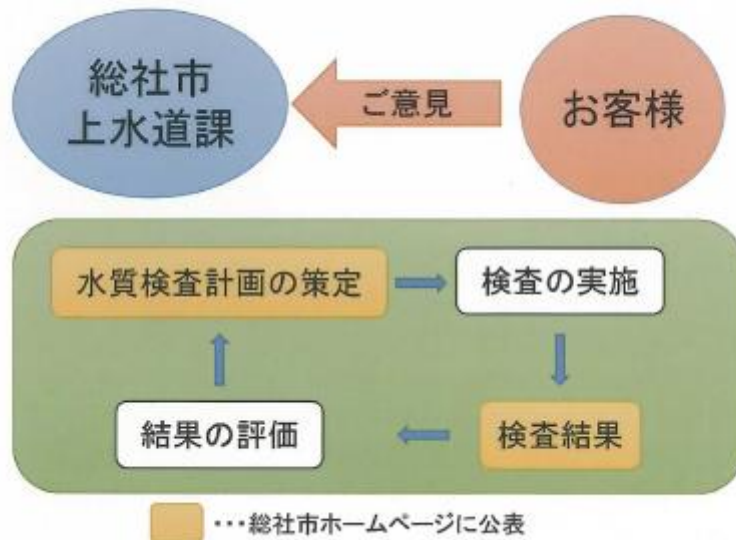 総社市
上水道課
ご意見
お客様
水質検査計画の策定
検査の実施
結果の評価
検査結果
・・・総社市ホームページに公表